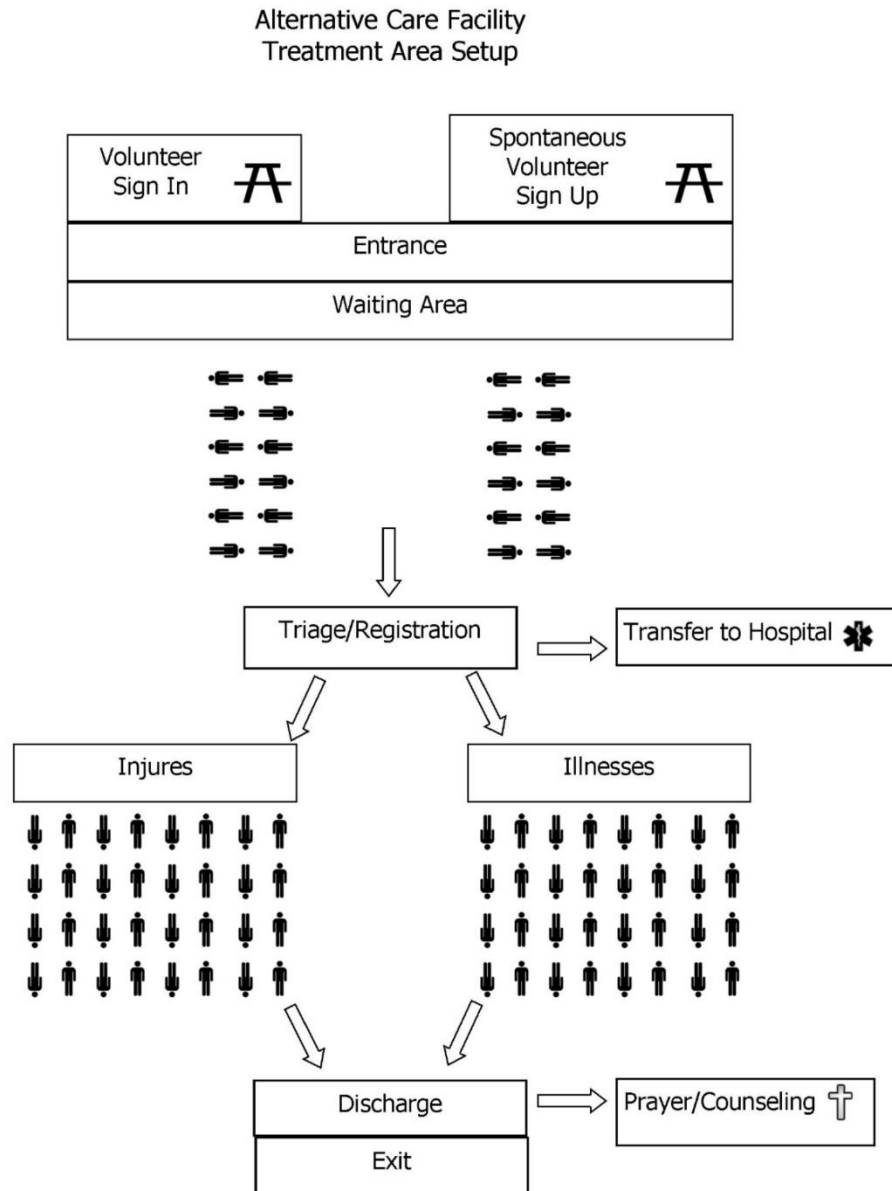 Alternative Care Facility
Treatment Area Setup
Volunteer
Sign In
Spontaneous
Volunteer
Sign Up
Entrance
Waiting Area
Triage/Registration
Transfer to Hospital
Injures
Illnesses
Discharge
Prayer/Counseling
Exit